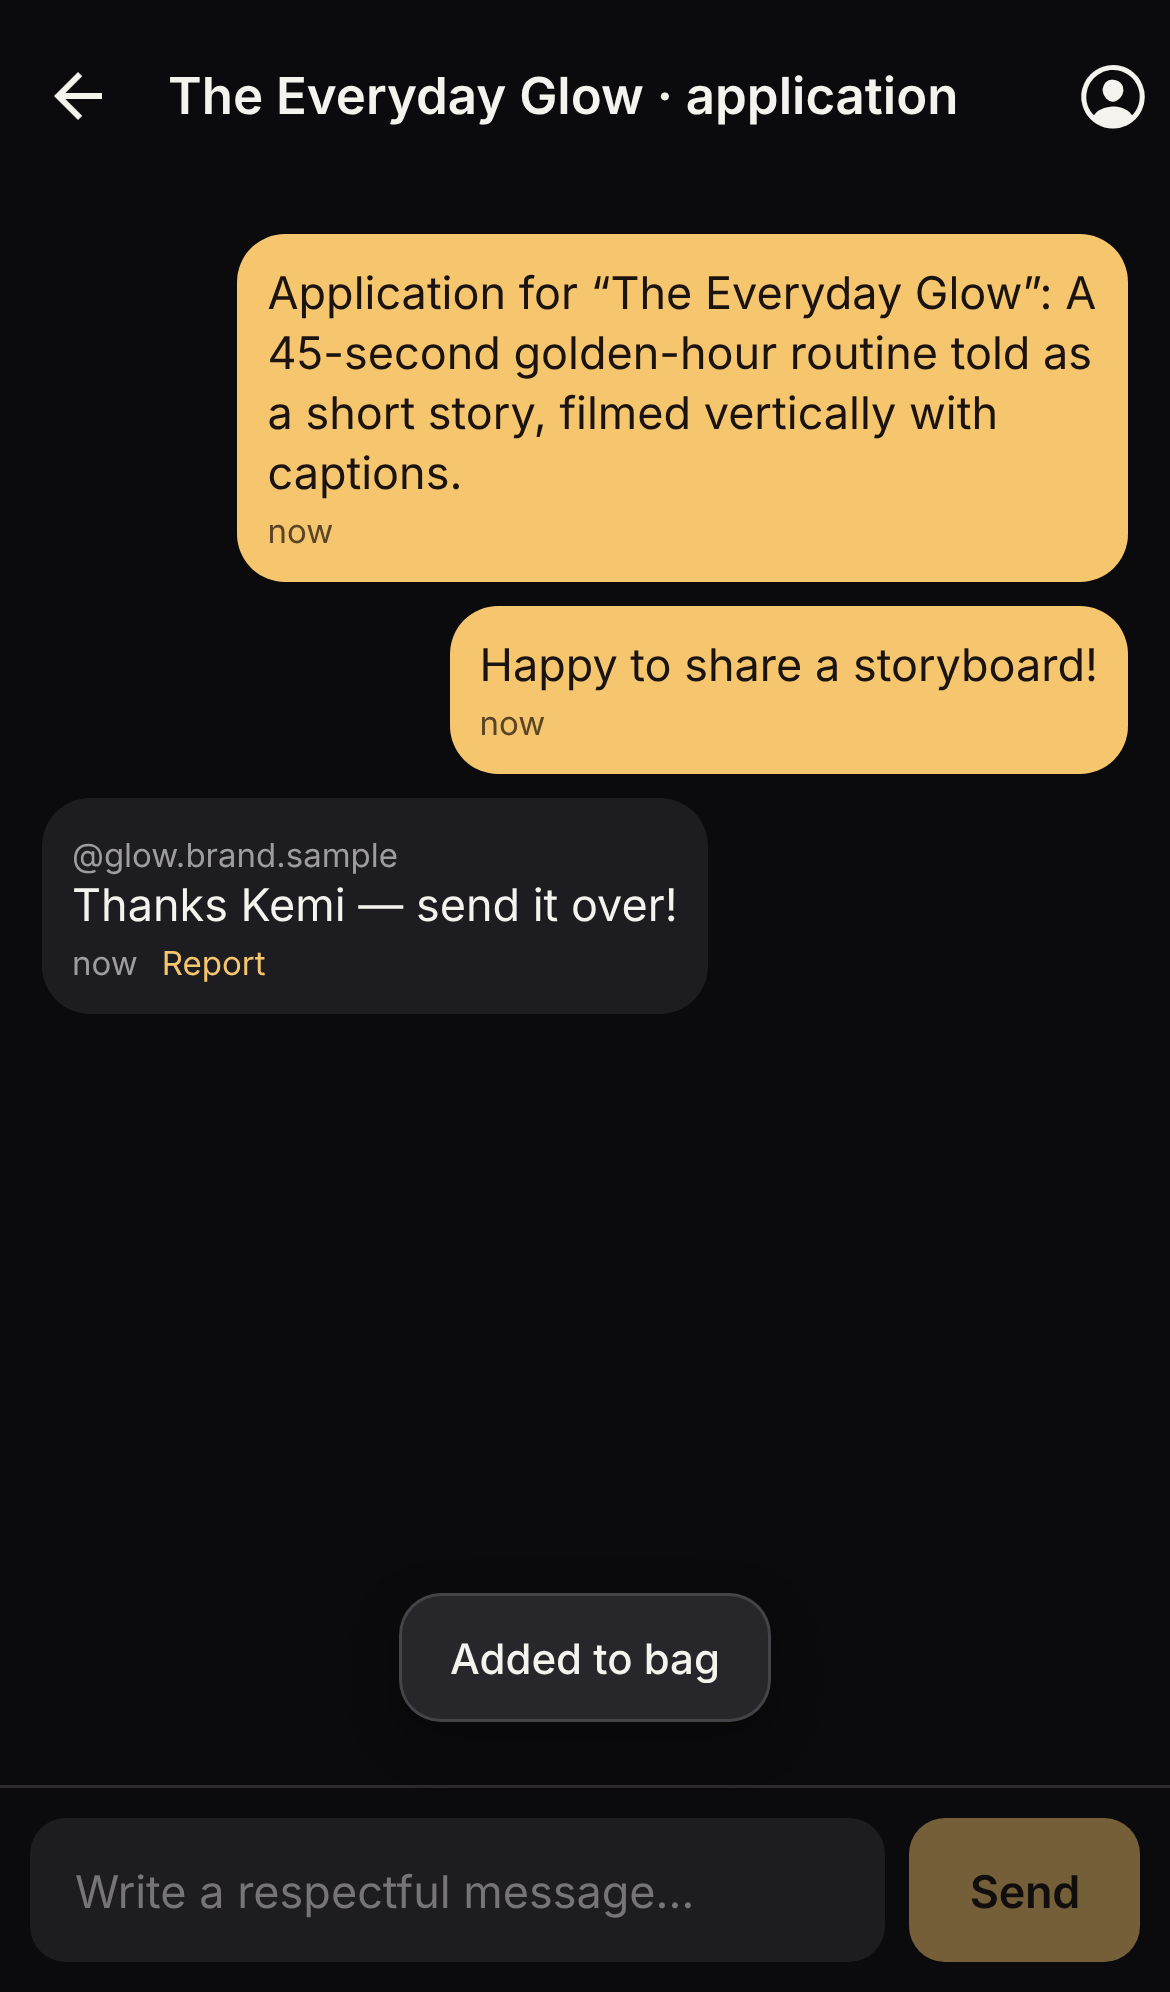 The Everyday Glow · application
Application for “The Everyday Glow”: A
45-second golden-hour routine told as
a short story, filmed vertically with
captions.
now
Happy to share a storyboard!
now
@glow.brand.sample
Thanks Kemi — send it over!
now Report
Added to bag
Write a respectful message...
Send